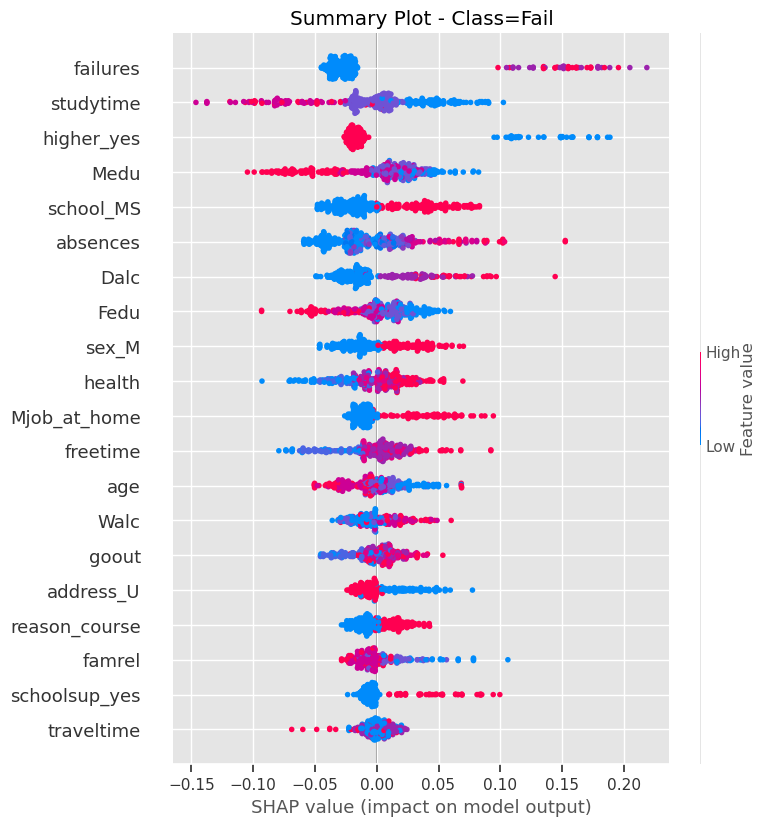 Summary Plot - Class=Fail
failures
studytime
higher_yes
Medu
school_MS
absences
Dalc
Fedu
sex_M
health
Mjob_at_home
freetime
age
Walc
goout
address_U
reason_course
famrel
schoolsup_yes
traveltime
−0.15 −0.10 −0.05 0.00 0.05 0.10 0.15 0.20
SHAP value (impact on model output)
High
Low
Feature value